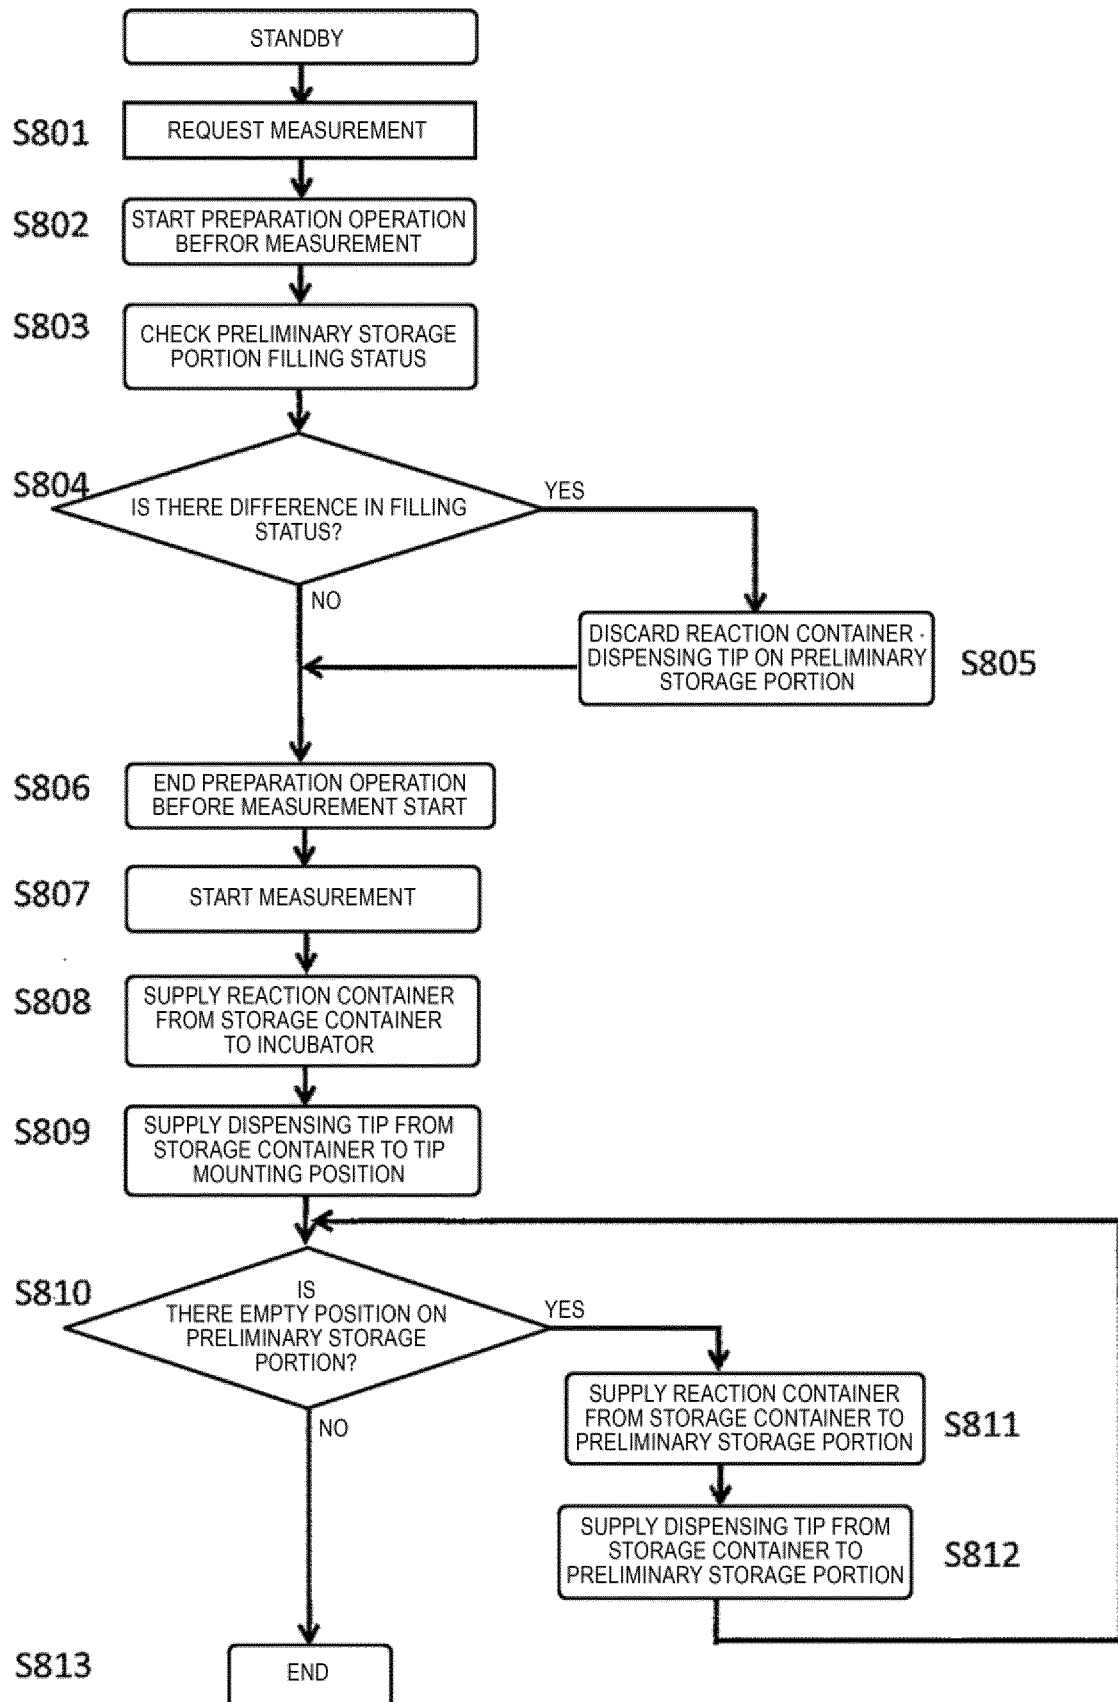 STANDBY
S801
REQUEST MEASUREMENT
S802
START PREPARATION OPERATION
BEFROR MEASUREMENT
S803
CHECK PRELIMINARY STORAGE
PORTION FILLING STATUS
S804
IS THERE DIFFERENCE IN FILLING
STATUS?
YES
NO
DISCARD REACTION CONTAINER ·
DISPENSING TIP ON PRELIMINARY
STORAGE PORTION
S805
S806
END PREPARATION OPERATION
BEFORE MEASUREMENT START
S807
START MEASUREMENT
S808
SUPPLY REACTION CONTAINER
FROM STORAGE CONTAINER
TO INCUBATOR
S809
SUPPLY DISPENSING TIP FROM
STORAGE CONTAINER TO TIP
MOUNTING POSITION
S810
IS
THERE EMPTY POSITION ON
PRELIMINARY STORAGE
PORTION?
YES
NO
SUPPLY REACTION CONTAINER
FROM STORAGE CONTAINER TO
PRELIMINARY STORAGE PORTION
S811
SUPPLY DISPENSING TIP FROM
STORAGE CONTAINER TO
PRELIMINARY STORAGE PORTION
S812
S813
END